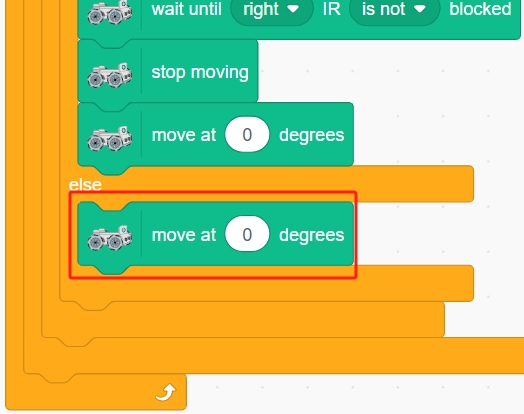 wait until right IR is not blocked
stop moving
move at 0 degrees
else
move at 0 degrees